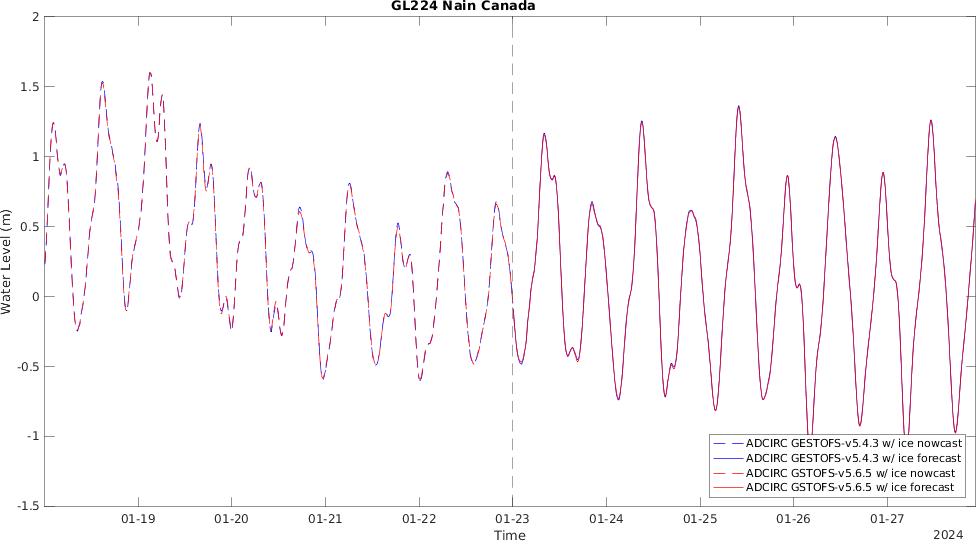 GL224 Nain Canada
2
1.5
1
0.5
0
-0.5
-1
-1.5
Water Level (m)
ADCIRC GESTOFS-v5.4.3 w/ ice nowcast
ADCIRC GESTOFS-v5.4.3 w/ ice forecast
ADCIRC GSTOFS-v5.6.5 w/ ice nowcast
ADCIRC GSTOFS-v5.6.5 w/ ice forecast
01-19 01-20 01-21 01-22 01-23 01-24 01-25 01-26 01-27
Time
2024